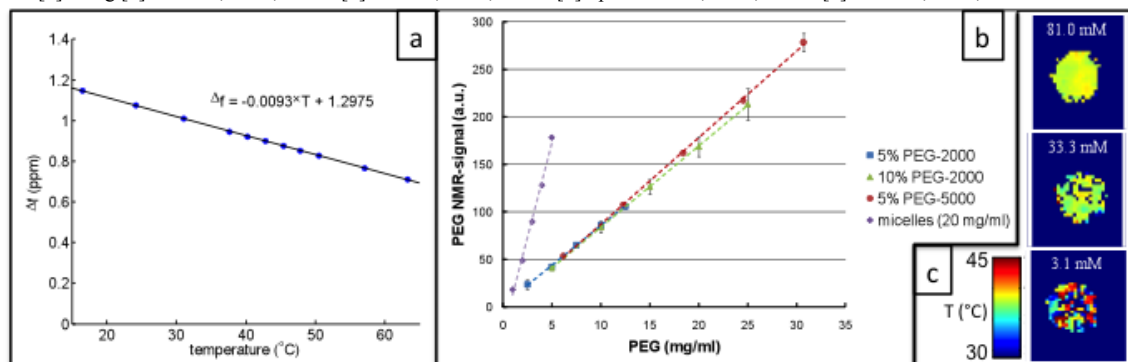 a
1.4
1.2
1
0.8
0.6
0.4
0.2
0
Δf (ppm)
Δf = -0.0093×T + 1.2975
20 30 40 50 60
temperature (°C)
b
300
250
200
150
100
50
0
PEG NMR-signal (a.u.)
0 5 10 15 20 25 30 35
PEG (mg/ml)
5% PEG-2000
10% PEG-2000
5% PEG-5000
micelles (20 mg/ml)
c
81.0 mM
33.3 mM
3.1 mM
45
T (°C)
30